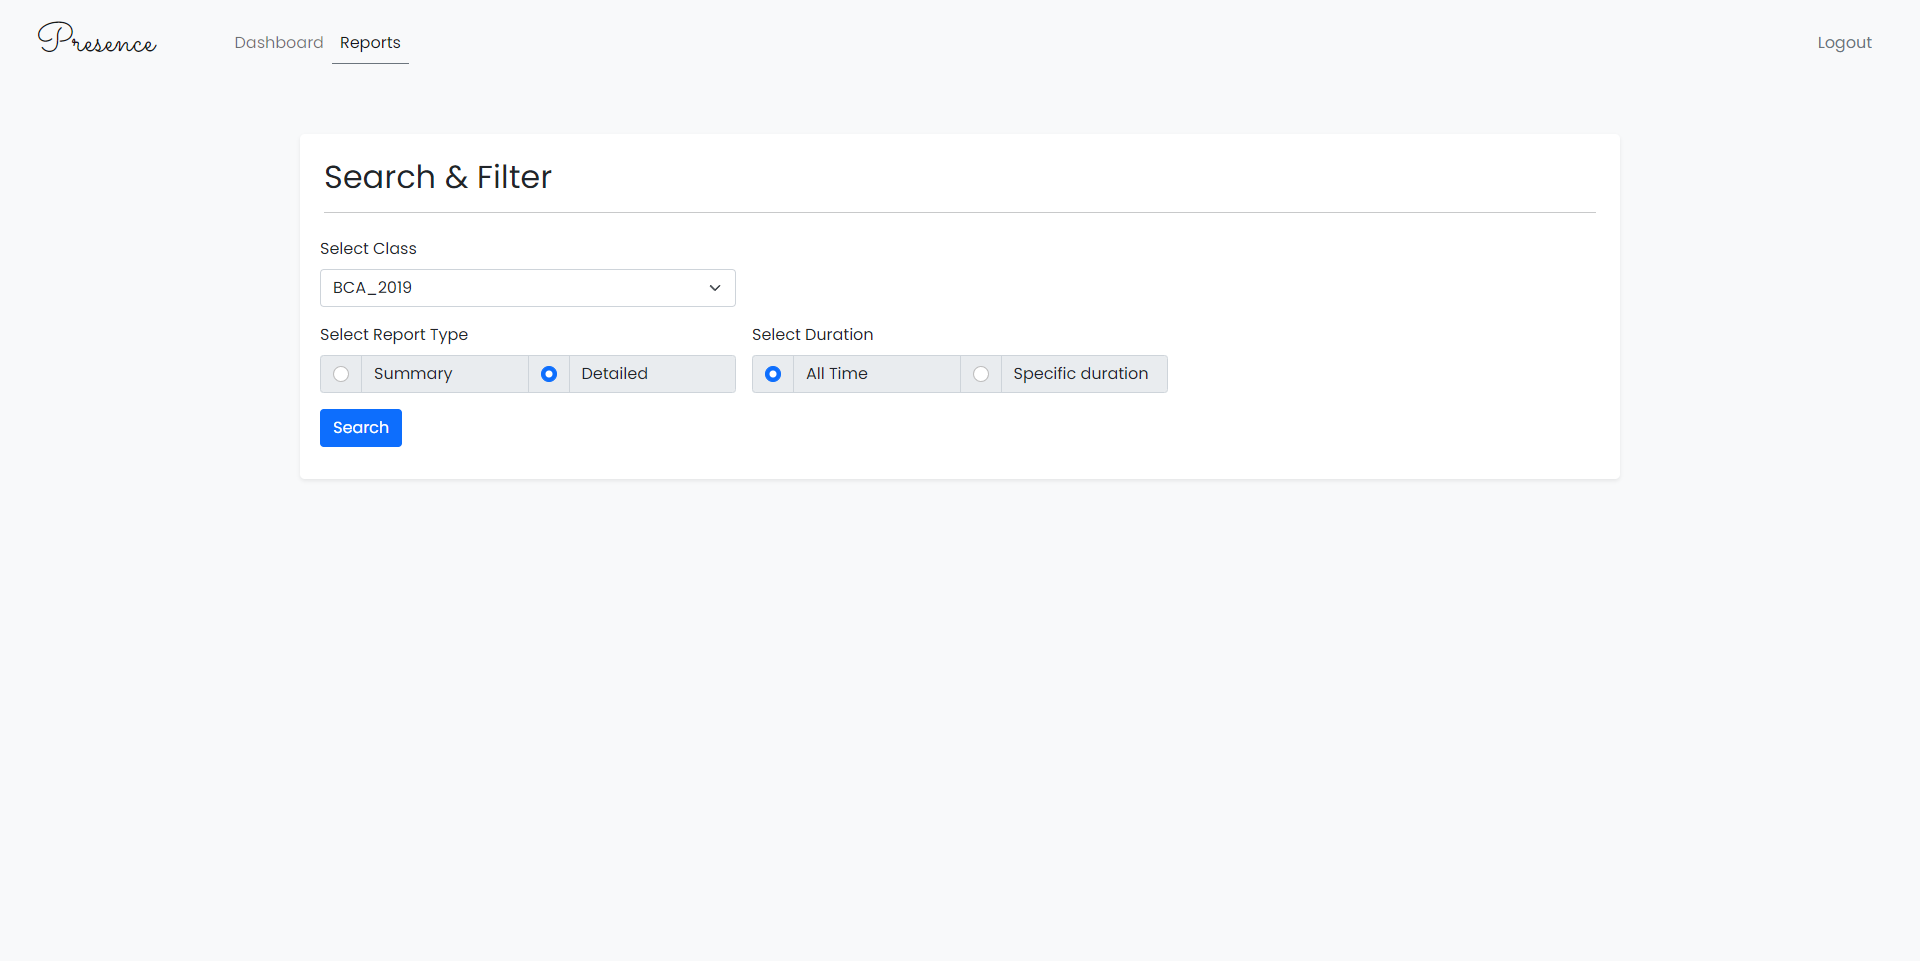 Presence Dashboard Reports Logout
Search & Filter
Select Class
BCA_2019
Select Report Type Select Duration
Summary Detailed All Time Specific duration
Search